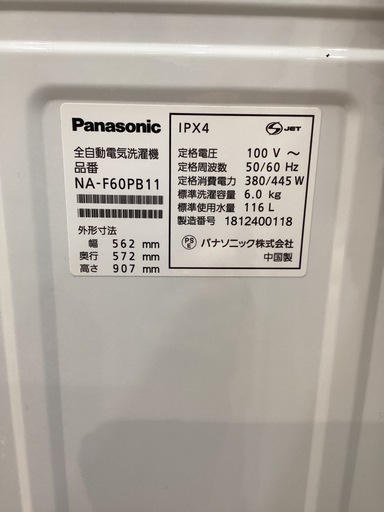 Panasonic
全自動電気洗濯機
品番
NA-F60PB11
外形寸法
幅 562 mm
奥行 572 mm
高さ 907 mm
IPX4
S JET
定格電圧 100 V ～
定格周波数 50/60 Hz
定格消費電力 380/445 W
標準洗濯容量 6.0 kg
標準使用水量 116 L
製造番号 1812400118
PS E パナソニック株式会社
中国製